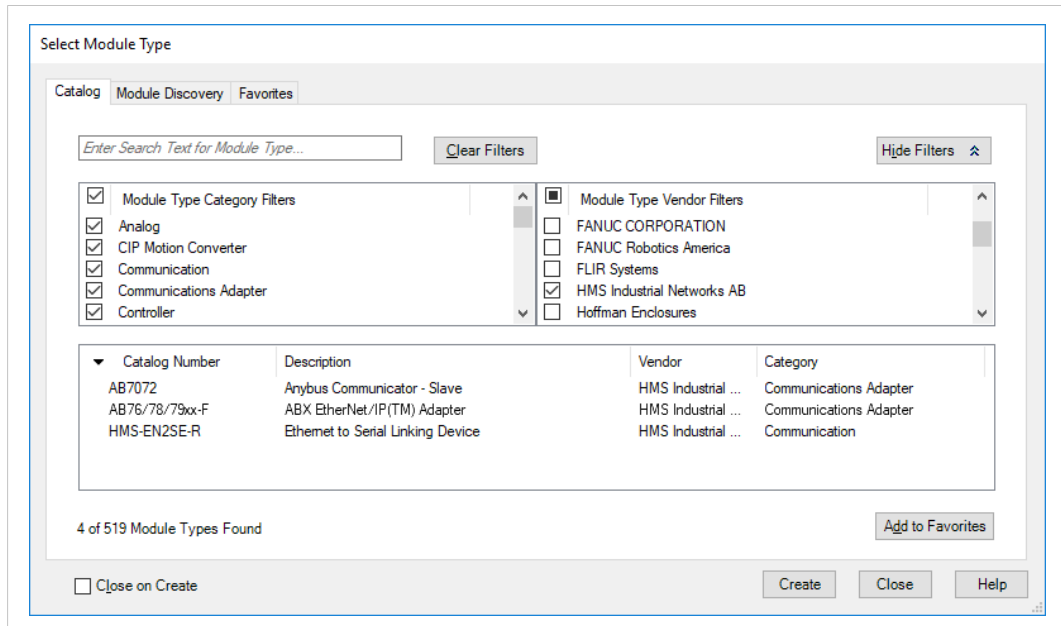 Select Module Type
Catalog Module Discovery Favorites
Enter Search Text for Module Type...
Clear Filters
Hide Filters
Module Type Category Filters
Analog
CIP Motion Converter
Communication
Communications Adapter
Controller
Module Type Vendor Filters
FANUC CORPORATION
FANUC Robotics America
FLIR Systems
HMS Industrial Networks AB
Hoffman Enclosures
Catalog Number Description Vendor Category
AB7072 Anybus Communicator - Slave HMS Industrial ... Communications Adapter
AB76/78/79xx-F ABX EtherNet/IP(TM) Adapter HMS Industrial ... Communications Adapter
HMS-EN2SE-R Ethernet to Serial Linking Device HMS Industrial ... Communication
4 of 519 Module Types Found
Add to Favorites
Close on Create
Create Close Help